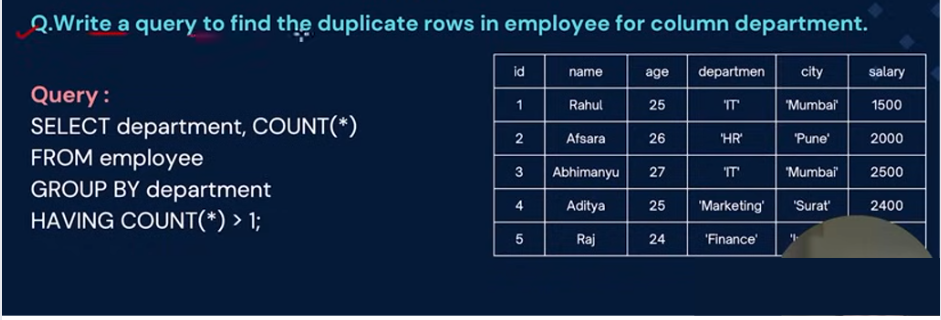 Q.Write a query to find the duplicate rows in employee for column department.
Query :
SELECT department, COUNT(*)
FROM employee
GROUP BY department
HAVING COUNT(*) > 1;
id name age departmen city salary
1 Rahul 25 'IT' 'Mumbai' 1500
2 Afsara 26 'HR' 'Pune' 2000
3 Abhimanyu 27 'IT' 'Mumbai' 2500
4 Aditya 25 'Marketing' 'Surat' 2400
5 Raj 24 'Finance'